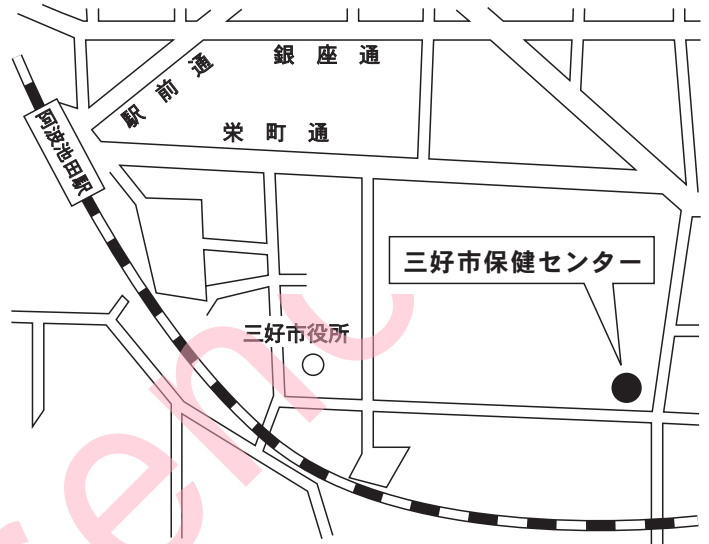 銀座通
駅前通
栄町通
阿波池田駅
三好市保健センター
三好市役所